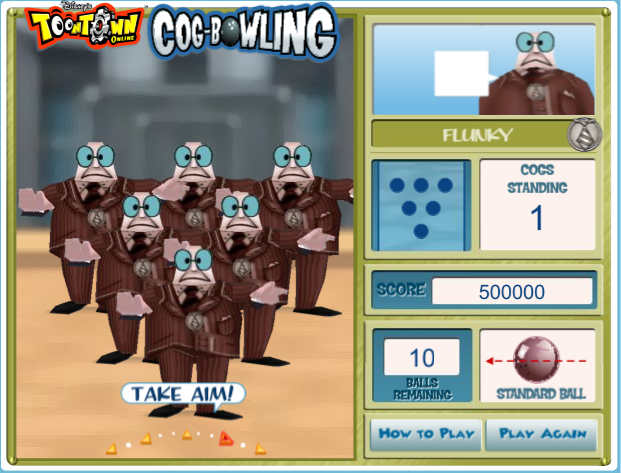 Disney's
TOONTOWN
ONLINE
COG-BOWLING
FLUNKY
COGS
STANDING
1
SCORE
500000
10
BALLS
REMAINING
STANDARD BALL
TAKE AIM!
HOW TO PLAY
PLAY AGAIN